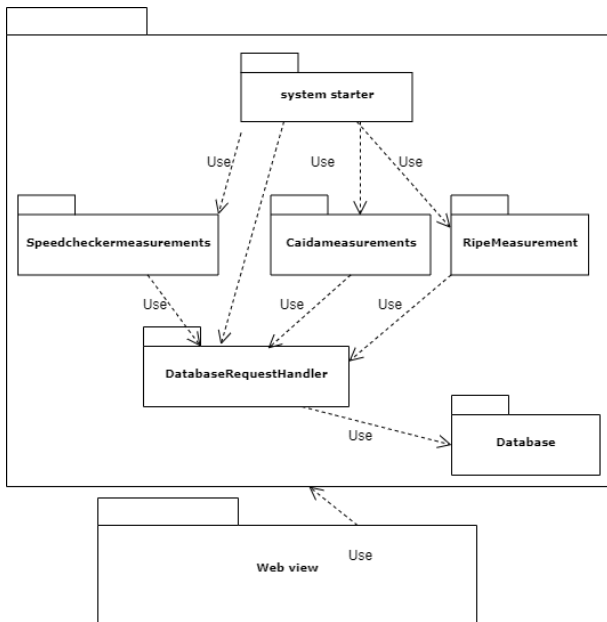 system starter
Use
Use
Use
Speedcheckermeasurements
Caidameasurements
RipeMeasurement
Use
Use
Use
DatabaseRequestHandler
Use
Database
Use
Web view